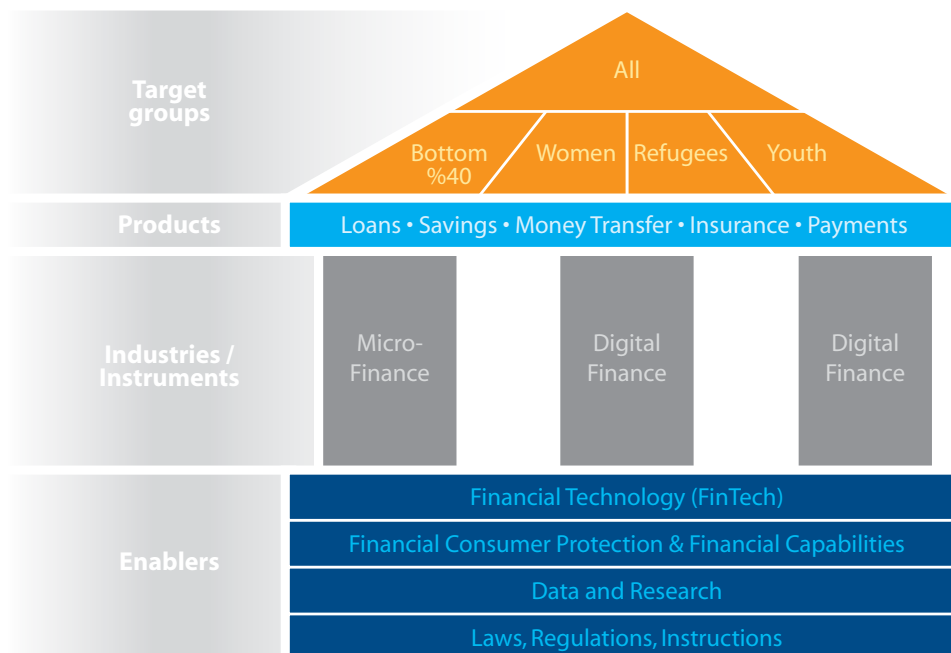 Target
groups
All
Bottom
%40
Women
Refugees
Youth
Products
Loans • Savings • Money Transfer • Insurance • Payments
Industries /
Instruments
Micro-
Finance
Digital
Finance
Digital
Finance
Enablers
Financial Technology (FinTech)
Financial Consumer Protection & Financial Capabilities
Data and Research
Laws, Regulations, Instructions